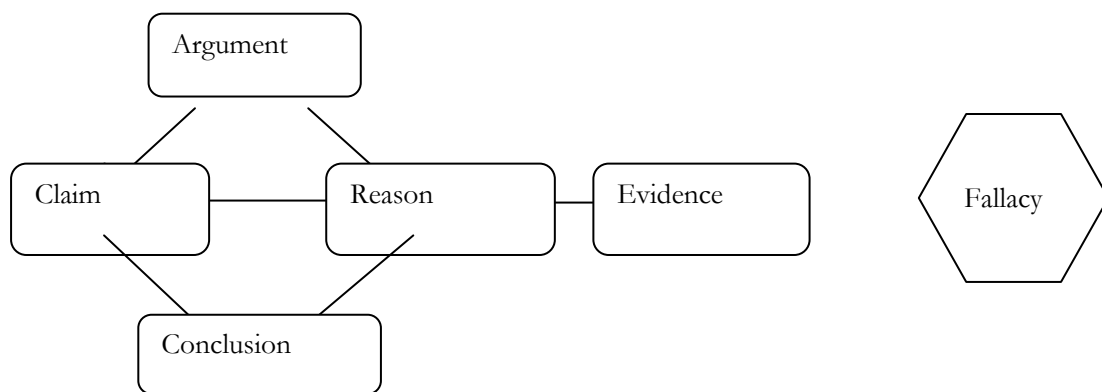 Argument
Claim
Reason
Evidence
Fallacy
Conclusion